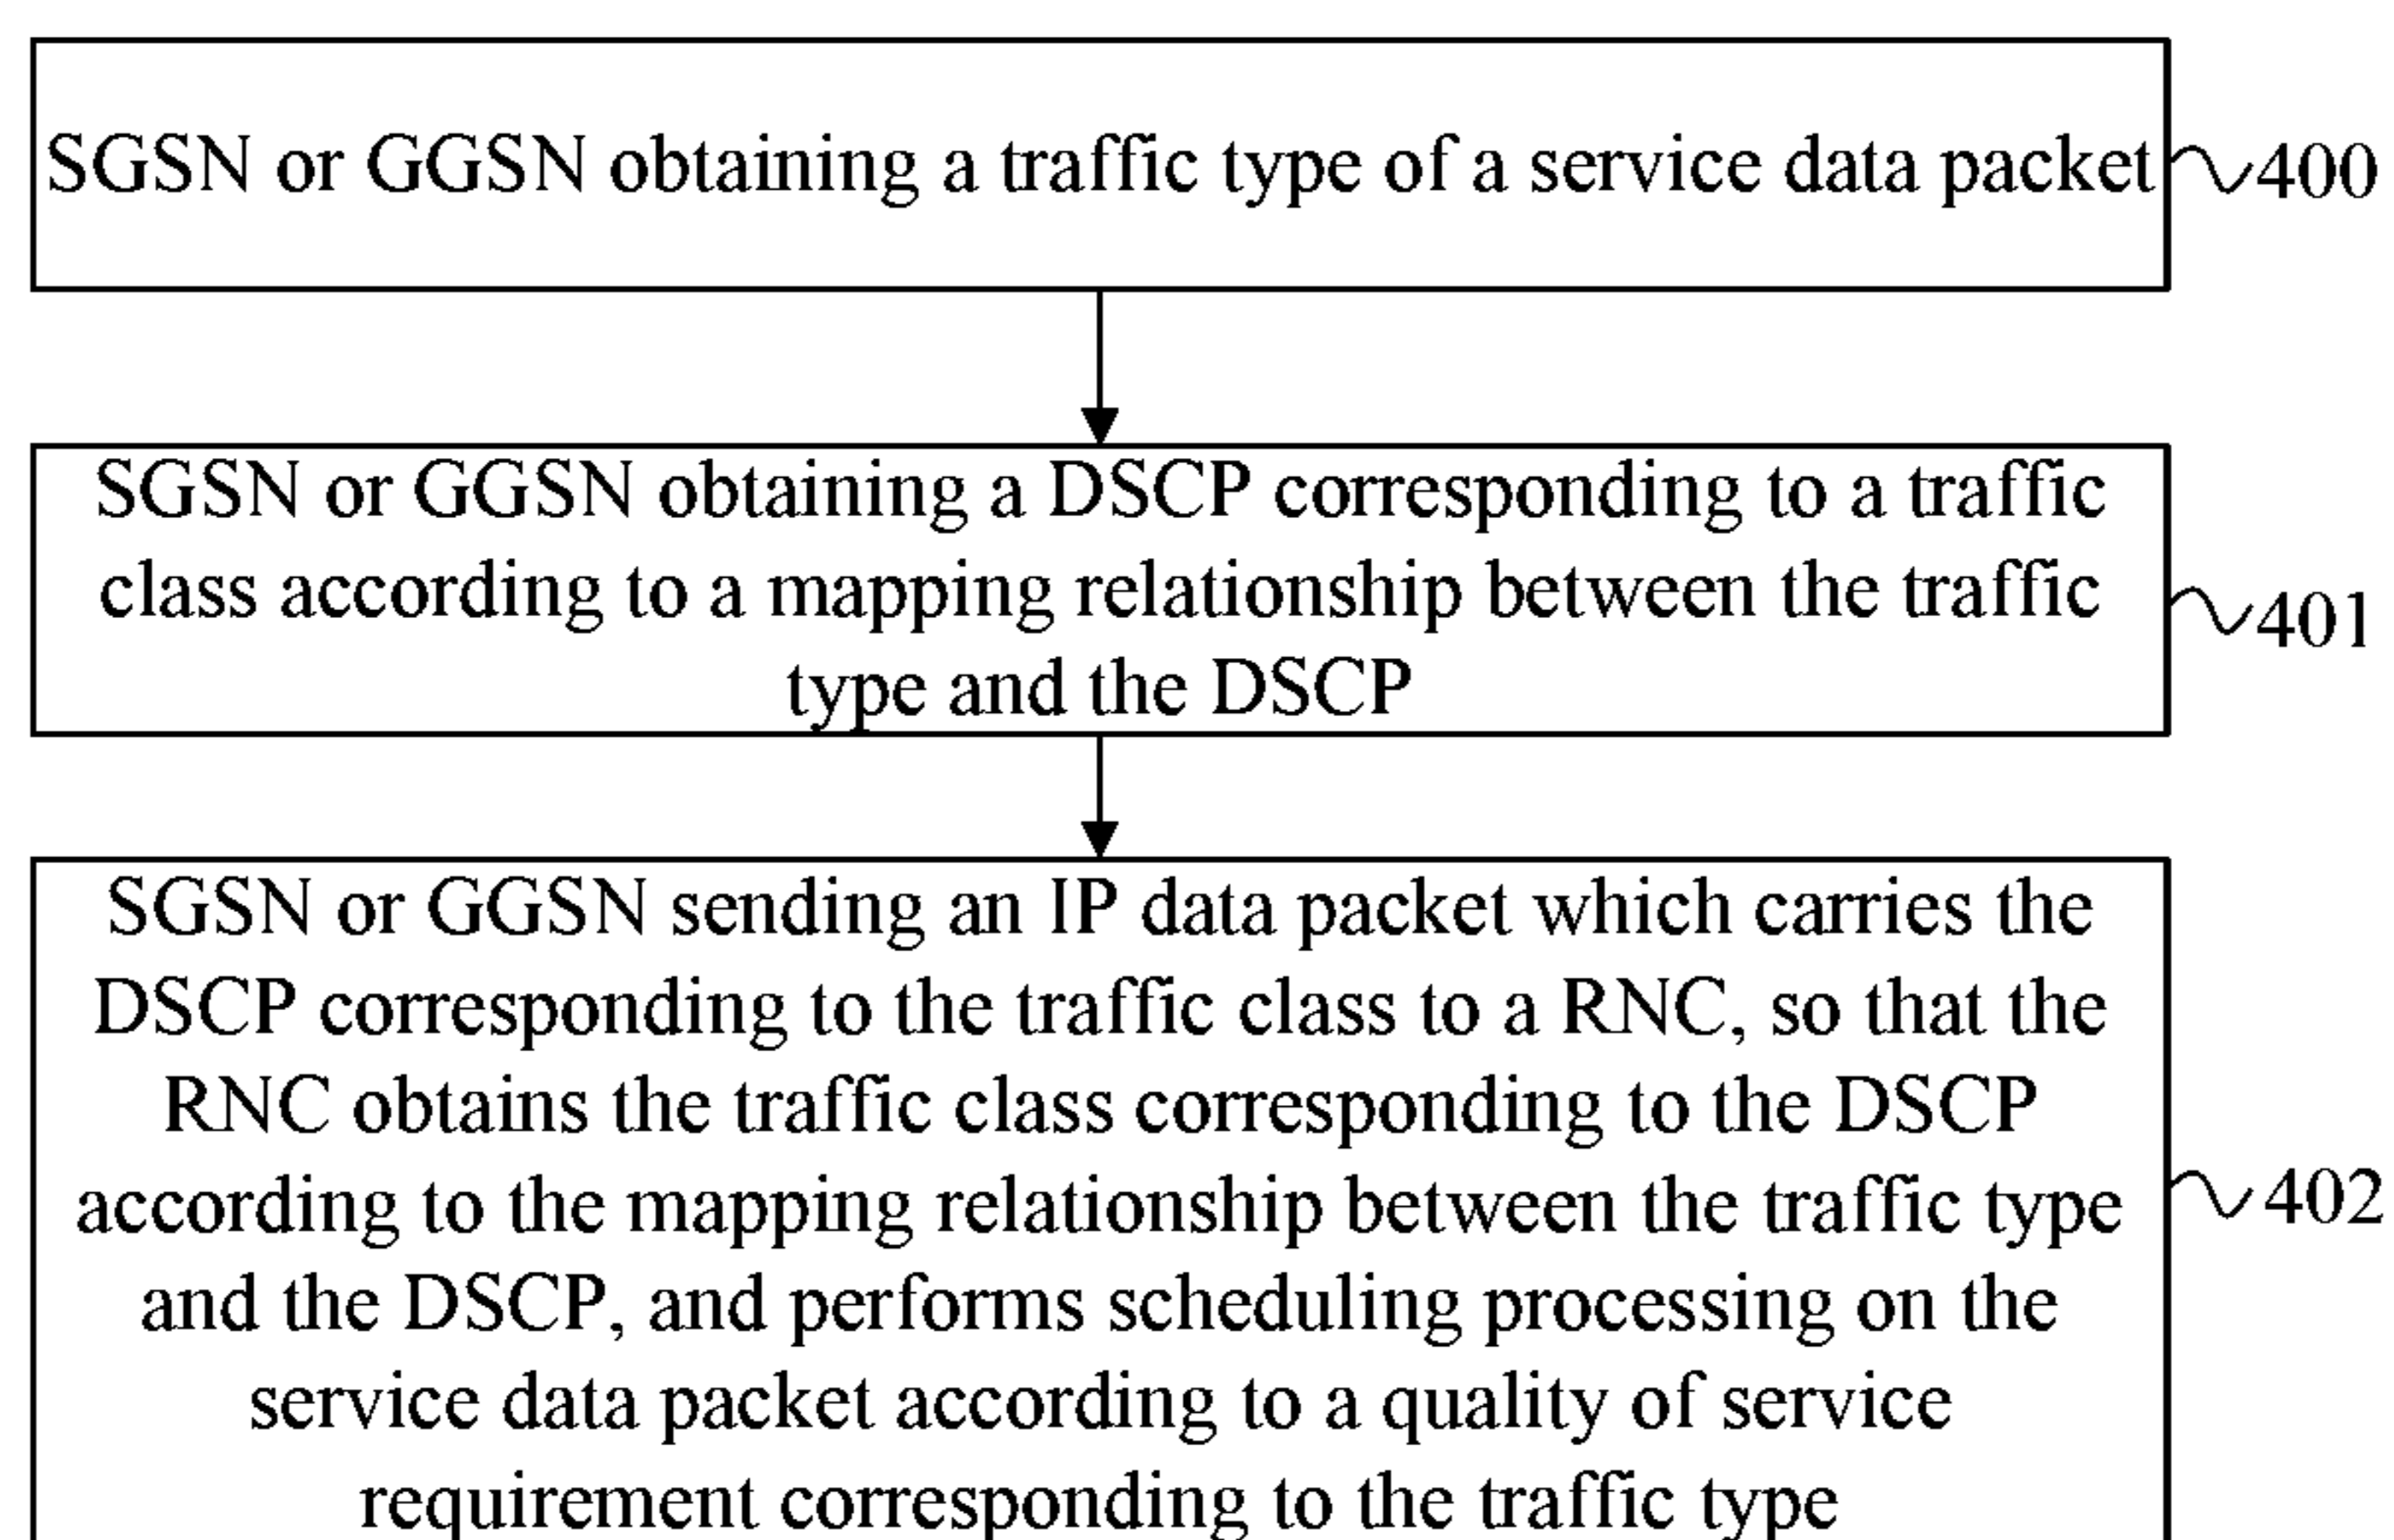 SGSN or GGSN obtaining a traffic type of a service data packet
400
SGSN or GGSN obtaining a DSCP corresponding to a traffic
class according to a mapping relationship between the traffic
type and the DSCP
401
SGSN or GGSN sending an IP data packet which carries the
DSCP corresponding to the traffic class to a RNC, so that the
RNC obtains the traffic class corresponding to the DSCP
according to the mapping relationship between the traffic type
and the DSCP, and performs scheduling processing on the
service data packet according to a quality of service
requirement corresponding to the traffic type
402